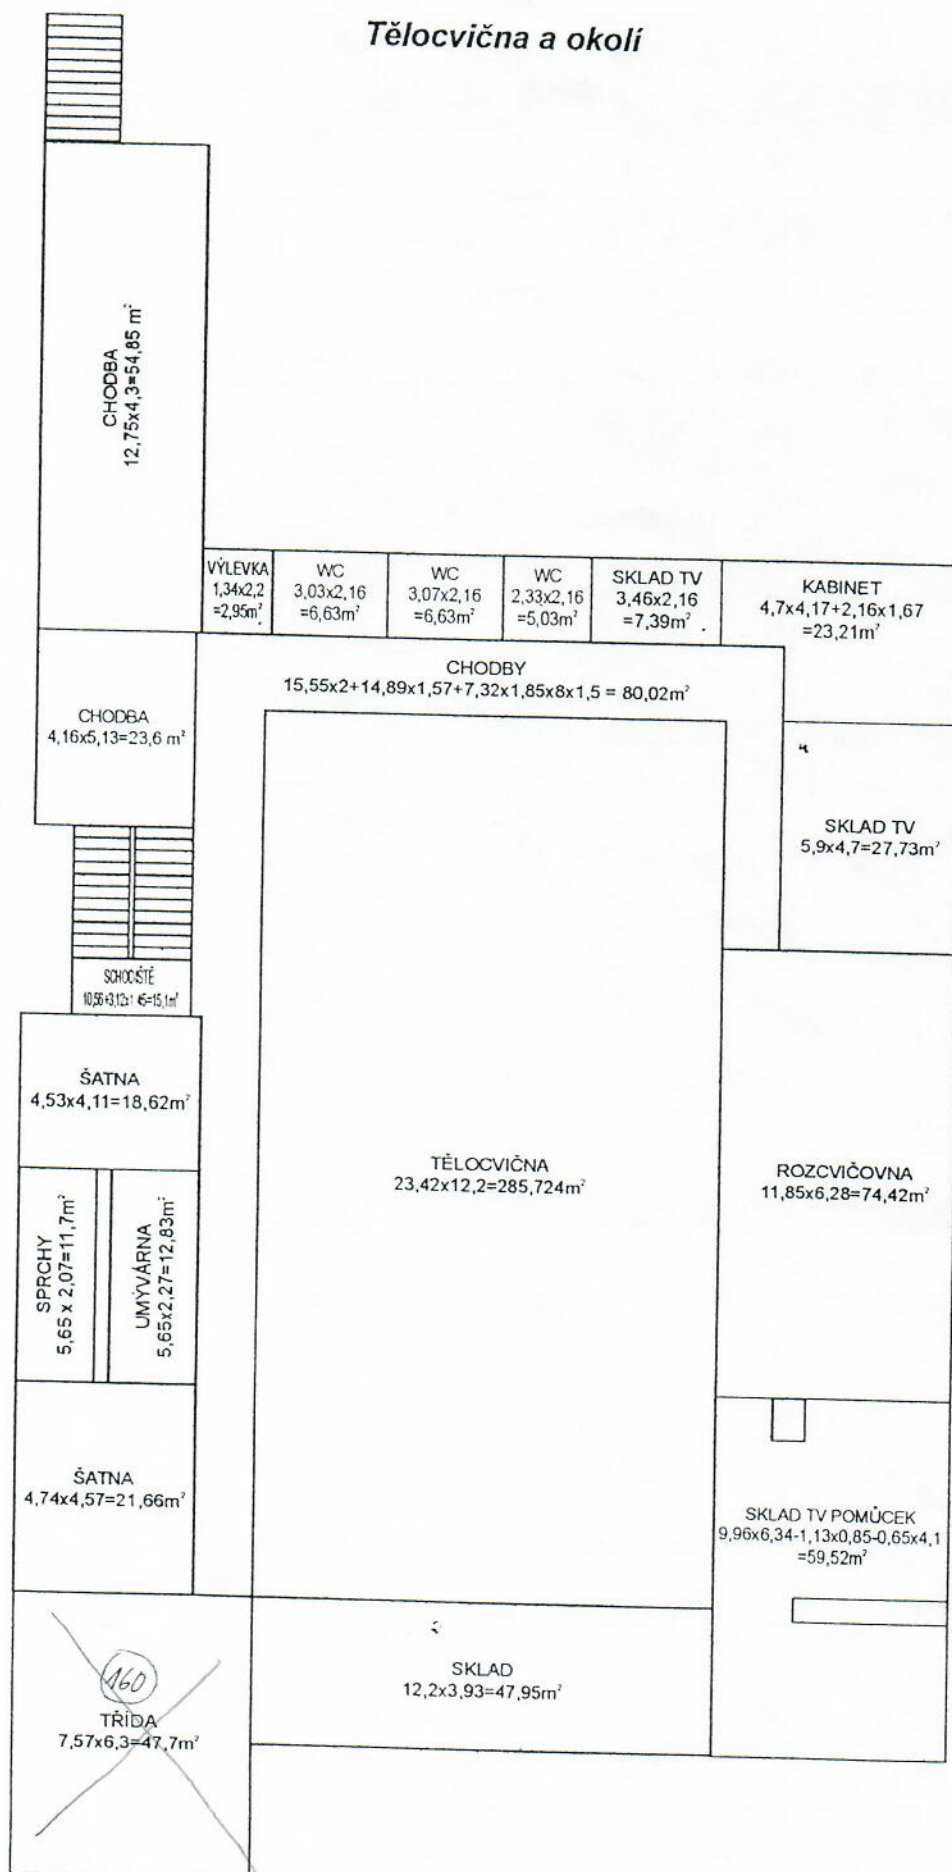 Tělocvična a okolí
CHODBA
12,75x4,3=54,85 m²
VÝLEVKA
1,34x2,2
=2,95m²
WC
3,03x2,16
=6,63m²
WC
3,07x2,16
=6,63m²
WC
2,33x2,16
=5,03m²
SKLAD TV
3,46x2,16
=7,39m²
KABINET
4,7x4,17+2,16x1,67
=23,21m²
CHODBY
15,55x2+14,89x1,57+7,32x1,85x8x1,5 = 80,02m²
CHODBA
4,16x5,13=23,6 m²
SKLAD TV
5,9x4,7=27,73m²
SCHODIŠTĚ
10,56+3,12x1,45=15,1m²
ŠATNA
4,53x4,11=18,62m²
TĚLOCVIČNA
23,42x12,2=285,724m²
ROZCVIČOVNA
11,85x6,28=74,42m²
SPRCHY
5,65 x 2,07=11,7m²
UMÝVÁRNA
5,65x2,27=12,83m²
ŠATNA
4,74x4,57=21,66m²
SKLAD TV POMŮCEK
9,96x6,34-1,13x0,85-0,65x4,1
=59,52m²
SKLAD
12,2x3,93=47,95m²
160
TŘÍDA
7,57x6,3=47,7m²